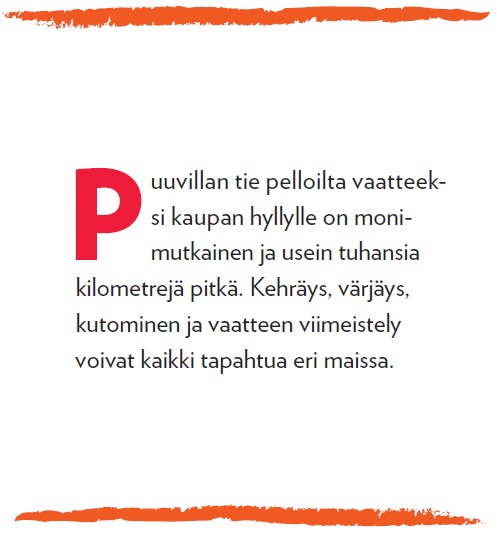 Puuvillan tie pelloilta vaatteek-
si kaupan hyllylle on moni-
mutkainen ja usein tuhansia
kilometrejä pitkä. Kehräys, värjäys,
kutominen ja vaatteen viimeistely
voivat kaikki tapahtua eri maissa.